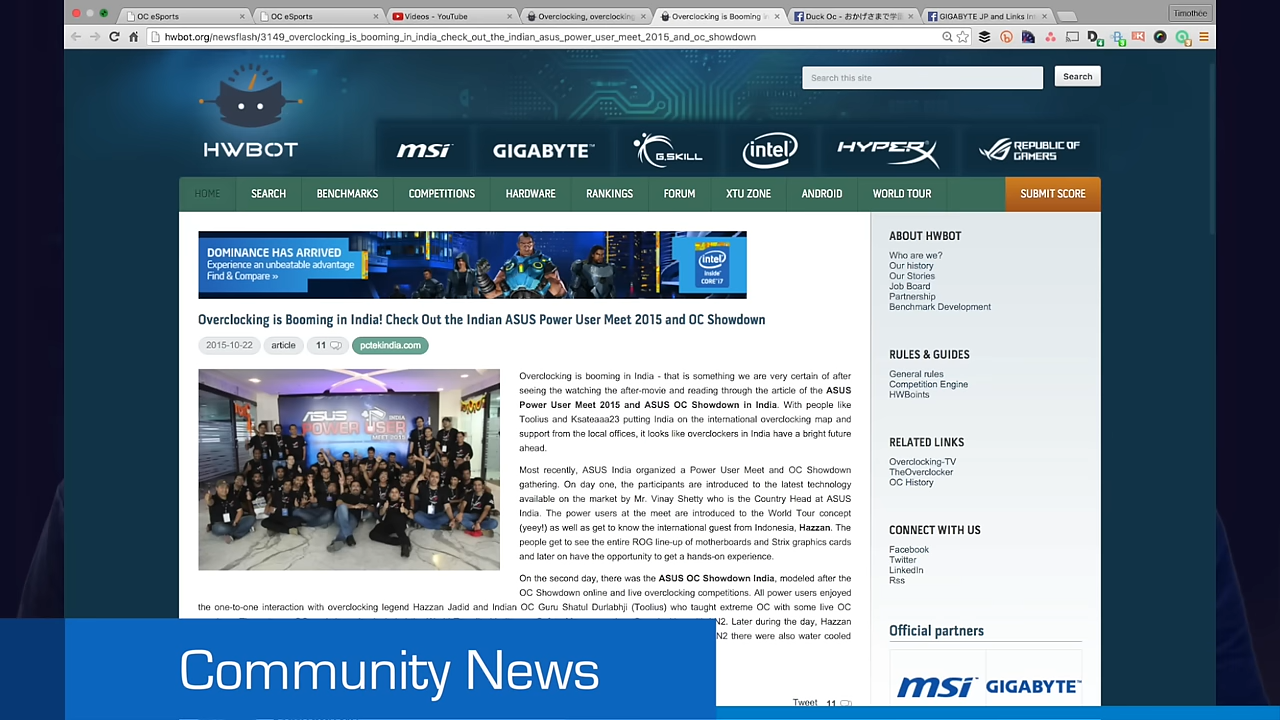 OC eSports
OC eSports
Videos - YouTube
Overclocking, overclocking
Overclocking is Booming in
Duck Oc - おかげさまで学
GIGABYTE JP and Links In
Timothée
hwbot.org/newsflash/3149_overclocking_is_booming_in_india_check_out_the_indian_asus_power_user_meet_2015_and_oc_showdown
Search this site
Search
HWBOT
msi
GIGABYTE™
G.SKILL
intel
HYPERX
REPUBLIC OF
GAMERS
HOME
SEARCH
BENCHMARKS
COMPETITIONS
HARDWARE
RANKINGS
FORUM
XTU ZONE
ANDROID
WORLD TOUR
SUBMIT SCORE
DOMINANCE HAS ARRIVED
Experience an unbeatable advantage
Find & Compare »
intel
inside™
CORE™ i7
Overclocking is Booming in India! Check Out the Indian ASUS Power User Meet 2015 and OC Showdown
2015-10-22
article
11
pctekindia.com
ASUS INDIA
POWER USER
MEET 2015
Overclocking is booming in India - that is something we are very certain of after
seeing the watching the after-movie and reading through the article of the ASUS
Power User Meet 2015 and ASUS OC Showdown in India. With people like
Toolius and Ksateaaa23 putting India on the international overclocking map and
support from the local offices, it looks like overclockers in India have a bright future
ahead.
Most recently, ASUS India organized a Power User Meet and OC Showdown
gathering. On day one, the participants are introduced to the latest technology
available on the market by Mr. Vinay Shetty who is the Country Head at ASUS
India. The power users at the meet are introduced to the World Tour concept
(yeey!) as well as get to know the international guest from Indonesia, Hazzan. The
people get to see the entire ROG line-up of motherboards and Strix graphics cards
and later on have the opportunity to get a hands-on experience.
On the second day, there was the ASUS OC Showdown India, modeled after the
OC Showdown online and live overclocking competitions. All power users enjoyed
the one-to-one interaction with overclocking legend Hazzan Jadid and Indian OC Guru Shatul Durlabhji (Toolius) who taught extreme OC with some live OC
N2. Later during the day, Hazzan
N2 there were also water cooled
Tweet
11
ABOUT HWBOT
Who are we?
Our history
Our Stories
Job Board
Partnership
Benchmark Development
RULES & GUIDES
General rules
Competition Engine
HWBoints
RELATED LINKS
Overclocking-TV
TheOverclocker
OC History
CONNECT WITH US
Facebook
Twitter
LinkedIn
Rss
Official partners
msi
GIGABYTE™
Community News